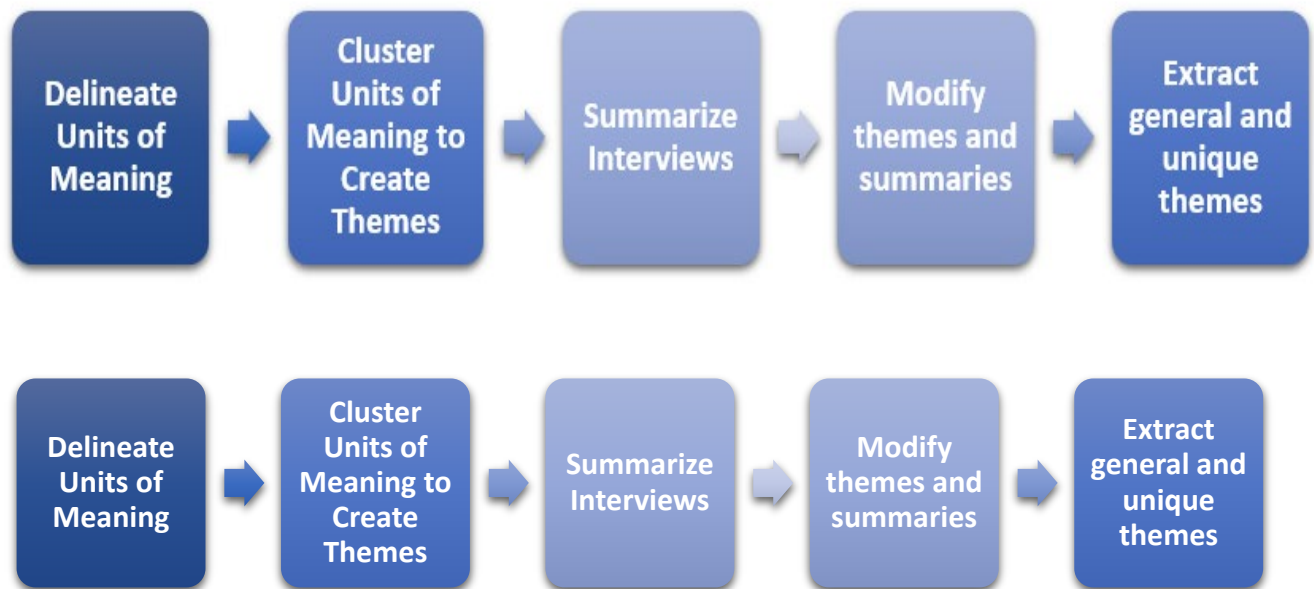 Delineate
Units of
Meaning
Cluster
Units of
Meaning to
Create
Themes
Summarize
Interviews
Modify
themes and
summaries
Extract
general and
unique
themes
Delineate
Units of
Meaning
Cluster
Units of
Meaning to
Create
Themes
Summarize
Interviews
Modify
themes and
summaries
Extract
general and
unique
themes